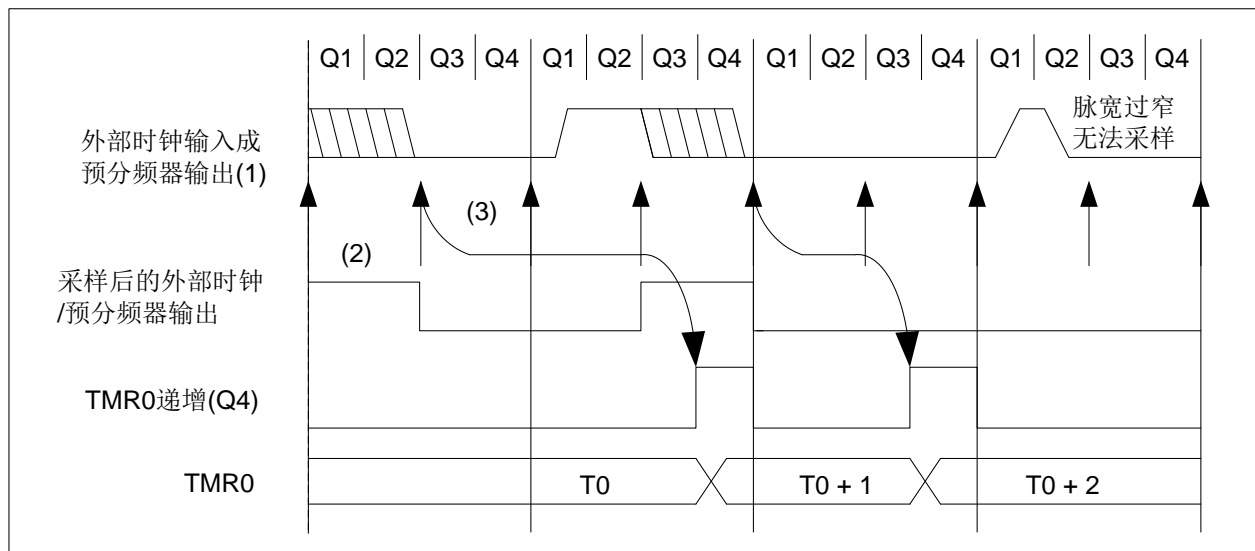 Q1 Q2 Q3 Q4 Q1 Q2 Q3 Q4 Q1 Q2 Q3 Q4 Q1 Q2 Q3 Q4
脉宽过窄
无法采样
外部时钟输入成
预分频器输出(1)
(3)
(2)
采样后的外部时钟
/预分频器输出
TMR0递增(Q4)
TMR0
T0
T0 + 1
T0 + 2